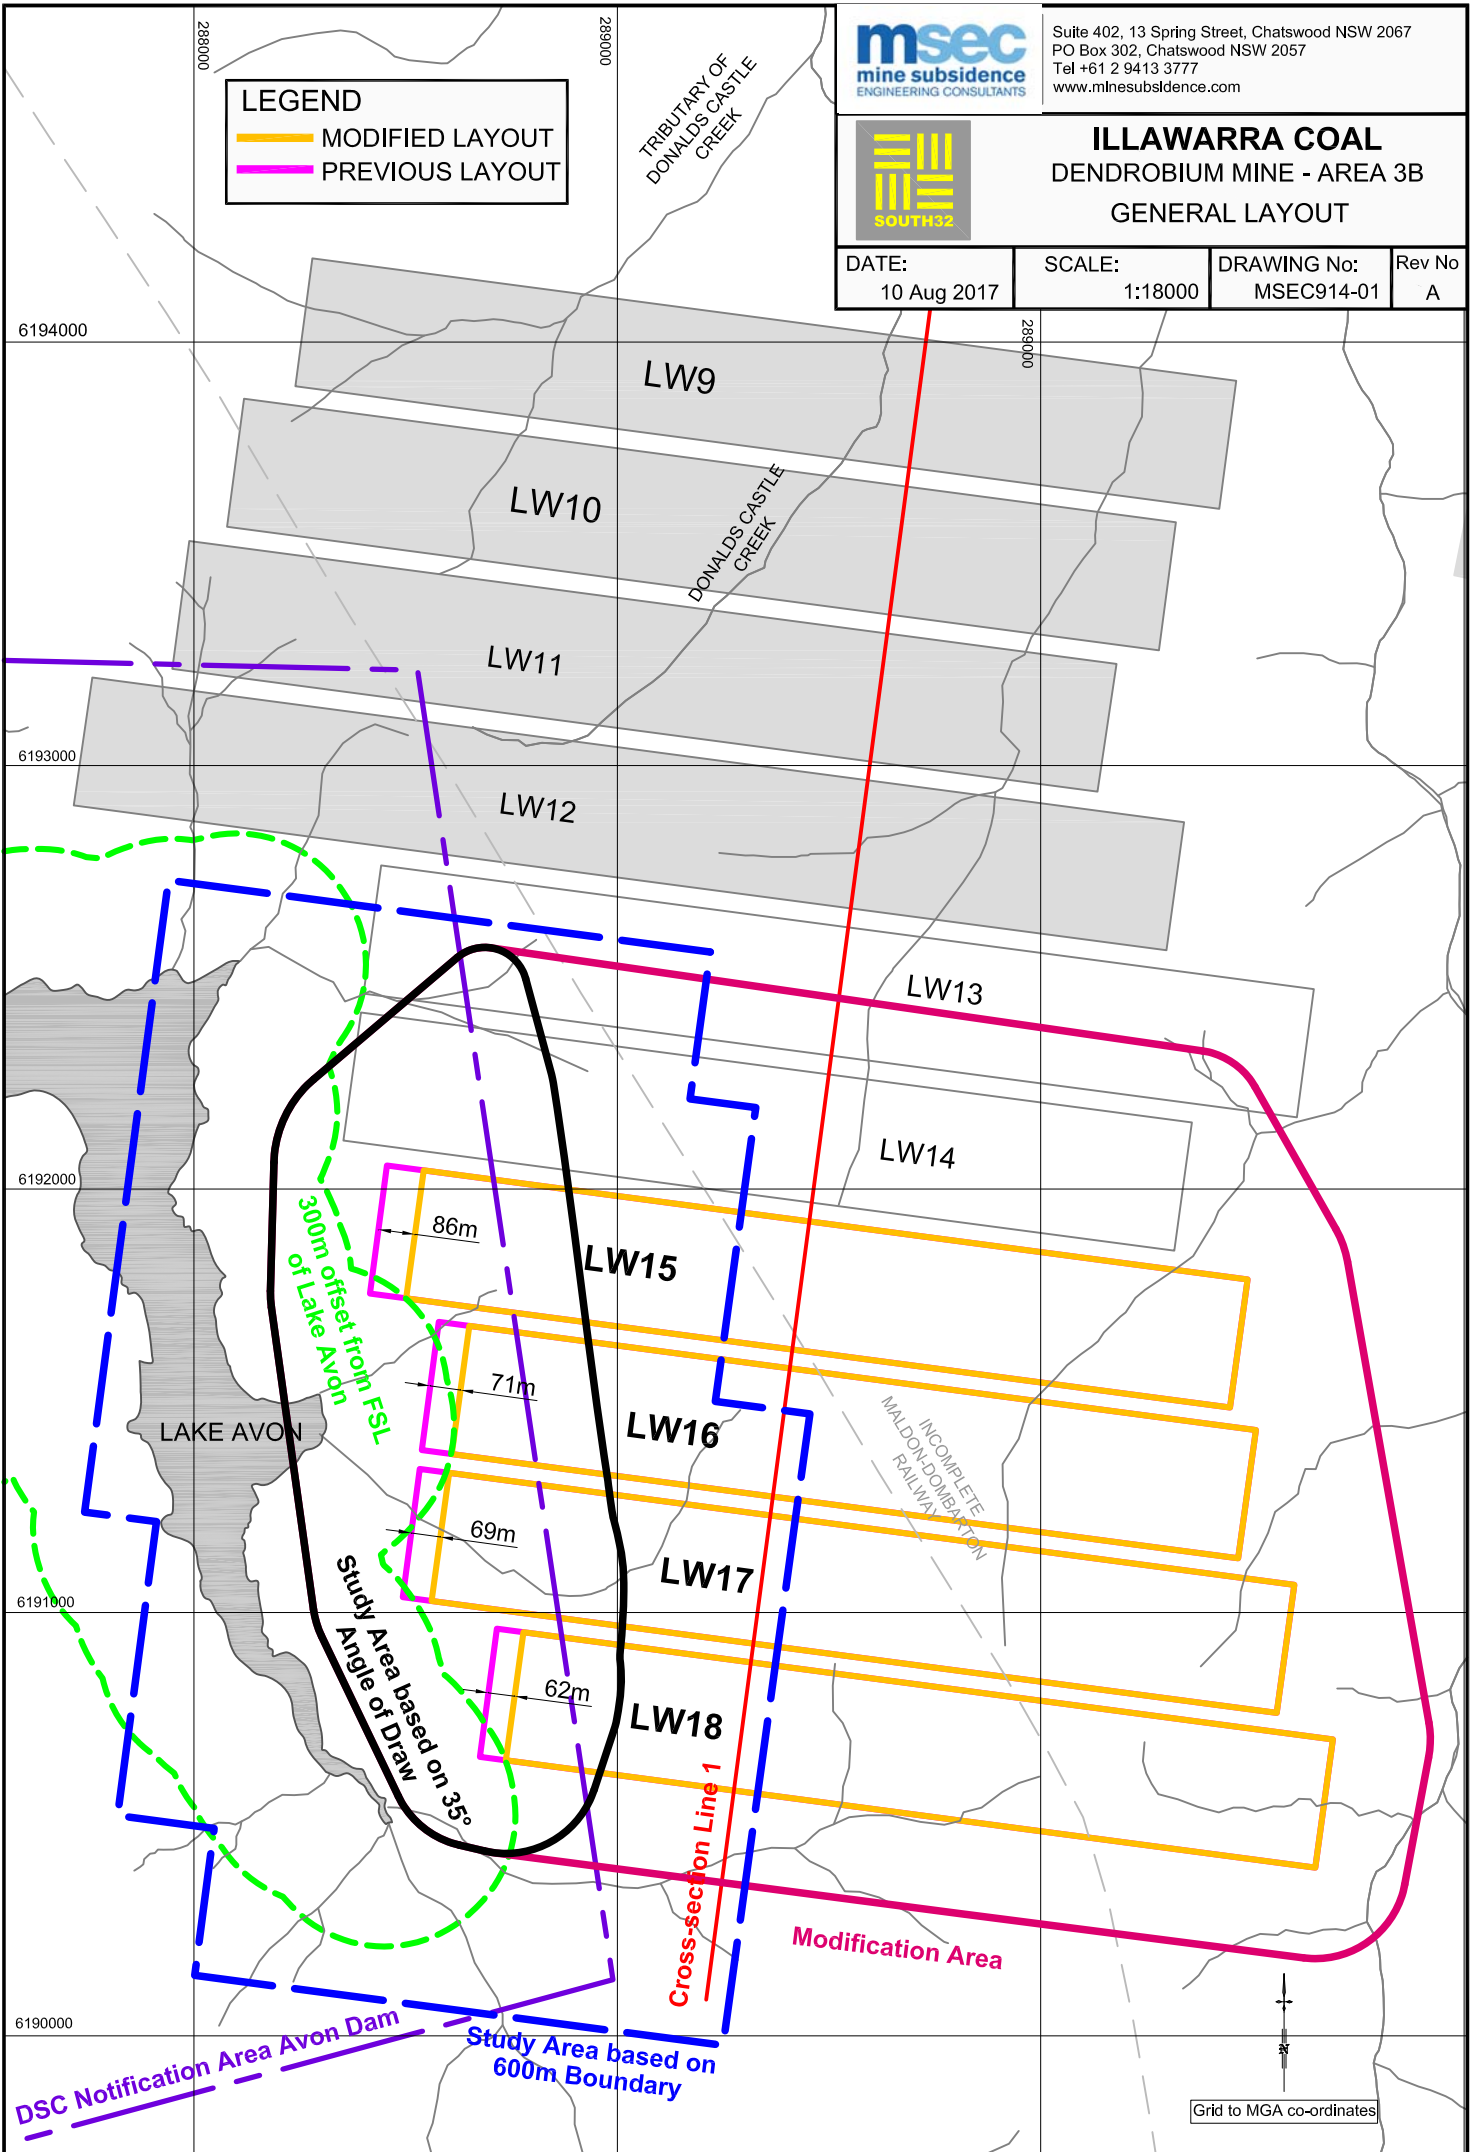 msec
mine subsidence
ENGINEERING CONSULTANTS
Suite 402, 13 Spring Street, Chatswood NSW 2067
PO Box 302, Chatswood NSW 2057
Tel +61 2 9413 3777
www.minesubsidence.com
SOUTH32
ILLAWARRA COAL
DENDROBIUM MINE - AREA 3B
GENERAL LAYOUT
DATE:
10 Aug 2017
SCALE:
1:18000
DRAWING No:
MSEC914-01
Rev No
A
288000
289000
LEGEND
MODIFIED LAYOUT
PREVIOUS LAYOUT
TRIBUTARY OF
DONALDS CASTLE
CREEK
6194000
289000
LW9
LW10
DONALDS CASTLE
CREEK
LW11
6193000
LW12
LW13
LW14
6192000
86m
LW15
300m offset from FSL
of Lake Avon
71m
LW16
LAKE AVON
INCOMPLETE
MALDON-DOMBARTON
RAILWAY
69m
LW17
6191000
Study Area based on 35°
Angle of Draw
62m
LW18
Cross-section Line 1
Modification Area
6190000
DSC Notification Area Avon Dam
Study Area based on
600m Boundary
N
Grid to MGA co-ordinates